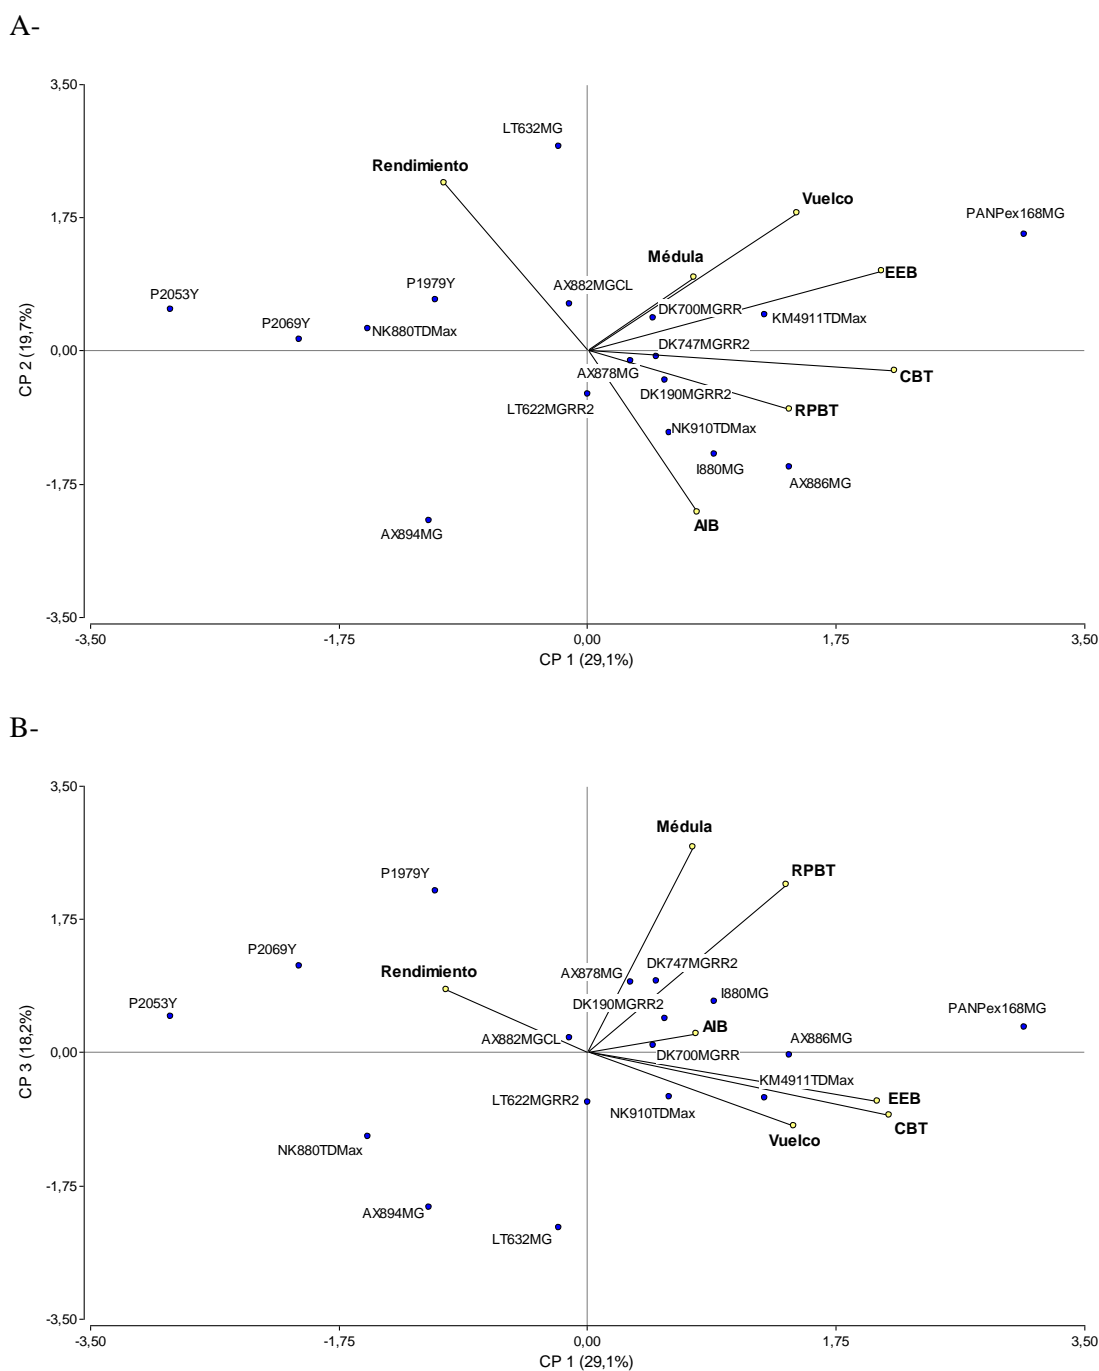 A-
3,50
LT632MG
Rendimiento
Vuelco
1,75
PANPex168MG
Médula
EEB
P1979Y
AX882MGCL
P2053Y
DK700MGRR
KM4911TDMax
P2069Y
NK880TDMax
CP 2 (19,7%)
0,00
DK747MGRR2
AX878MG
CBT
DK190MGRR2
LT622MGRR2
RPBT
NK910TDMax
I880MG
-1,75
AX886MG
AX894MG
AIB
-3,50
-3,50
-1,75
0,00
1,75
3,50
CP 1 (29,1%)
B-
3,50
Médula
P1979Y
RPBT
1,75
P2069Y
DK747MGRR2
Rendimiento
AX878MG
I880MG
P2053Y
DK190MGRR2
PANPex168MG
AIB
AX882MGCL
AX886MG
CP 3 (18,2%)
0,00
DK700MGRR
KM4911TDMax
LT622MGRR2
EEB
NK910TDMax
CBT
Vuelco
NK880TDMax
-1,75
AX894MG
LT632MG
-3,50
-3,50
-1,75
0,00
1,75
3,50
CP 1 (29,1%)